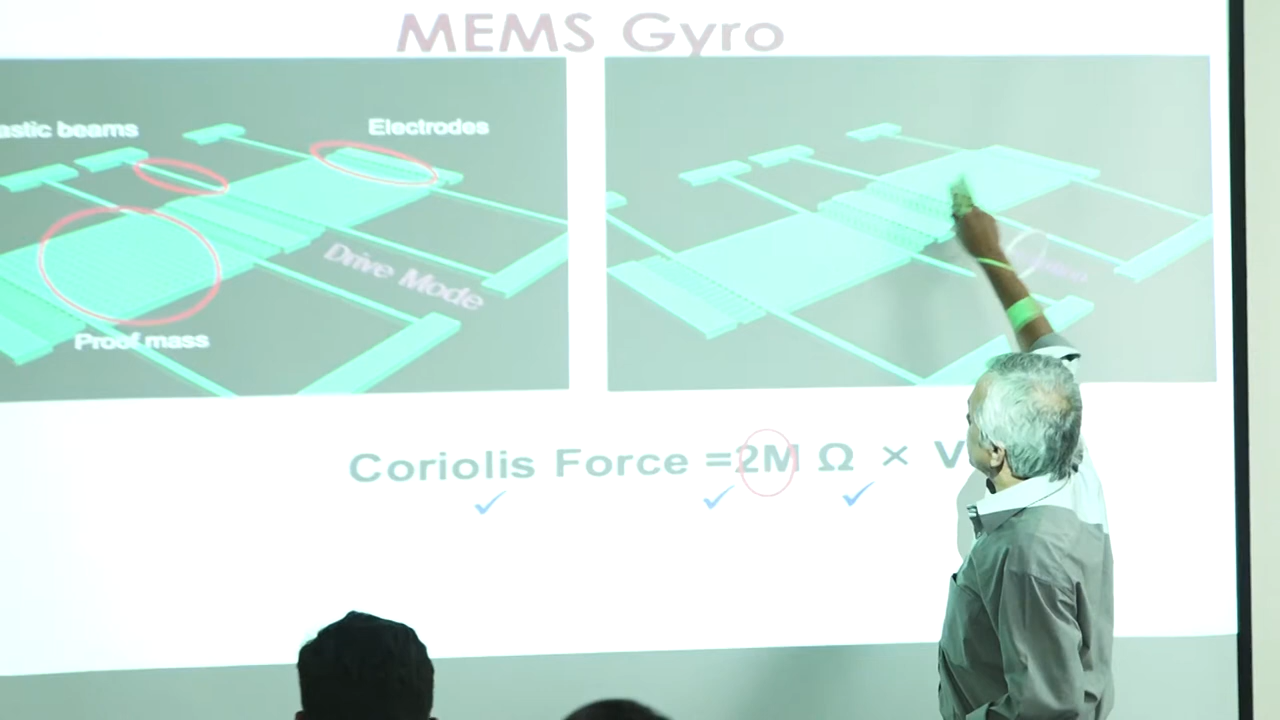 MEMS Gyro
astic beams
Electrodes
Drive Mode
Proof mass
Coriolis Force =2M Ω × V